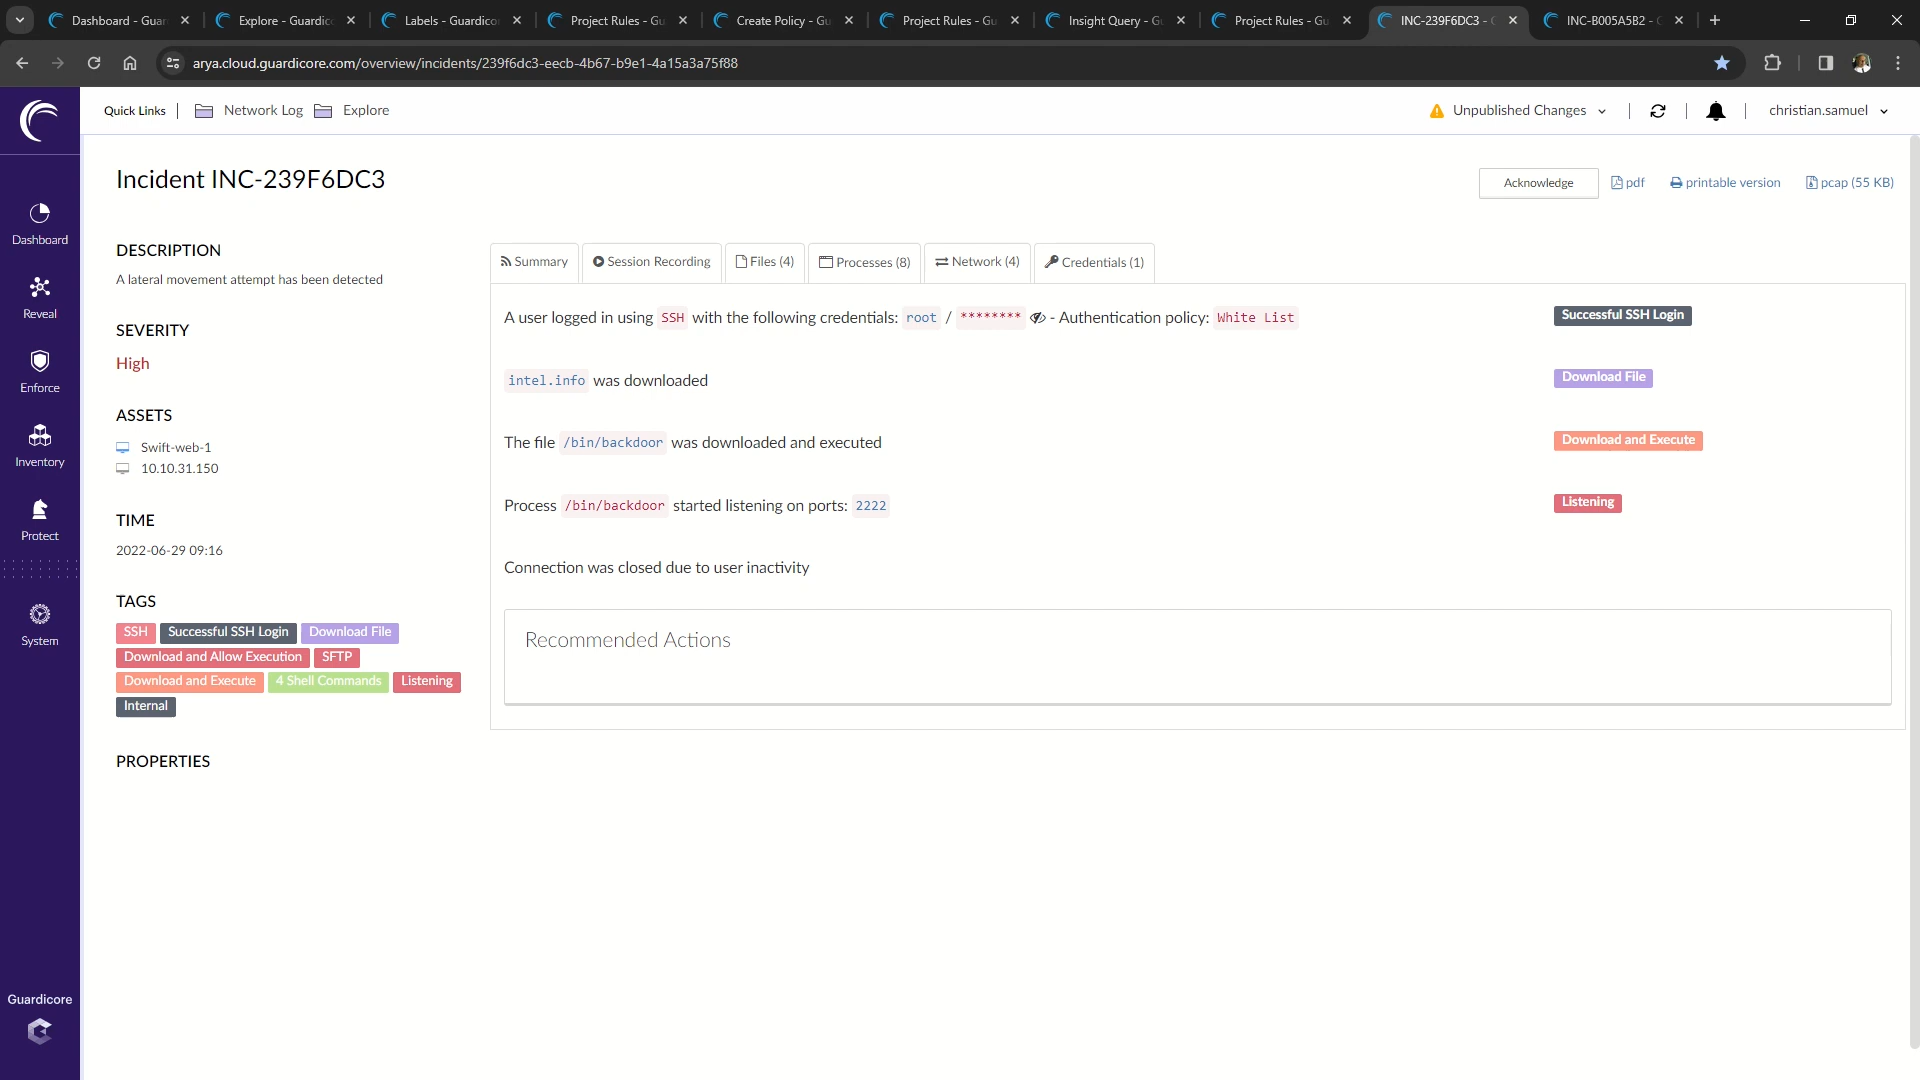 Dashboard - Guar
Explore - Guardic
Labels - Guardicor
Project Rules - Gu
Create Policy - Gu
Project Rules - Gu
Insight Query - Gu
Project Rules - Gu
INC-239F6DC3 - G
INC-B005A5B2 - G
arya.cloud.guardicore.com/overview/incidents/239f6dc3-eecb-4b67-b9e1-4a15a3a75f88
Quick Links
Network Log
Explore
Unpublished Changes
christian.samuel
Dashboard
Reveal
Enforce
Inventory
Protect
System
Guardicore
Incident INC-239F6DC3
Acknowledge
pdf
printable version
pcap (55 KB)
DESCRIPTION
A lateral movement attempt has been detected
SEVERITY
High
ASSETS
Swift-web-1
10.10.31.150
TIME
2022-06-29 09:16
TAGS
SSH Successful SSH Login Download File
Download and Allow Execution SFTP
Download and Execute 4 Shell Commands Listening
Internal
PROPERTIES
Summary
Session Recording
Files (4)
Processes (8)
Network (4)
Credentials (1)
A user logged in using SSH with the following credentials: root / ******** - Authentication policy: White List
Successful SSH Login
intel.info was downloaded
Download File
The file /bin/backdoor was downloaded and executed
Download and Execute
Process /bin/backdoor started listening on ports: 2222
Listening
Connection was closed due to user inactivity
Recommended Actions